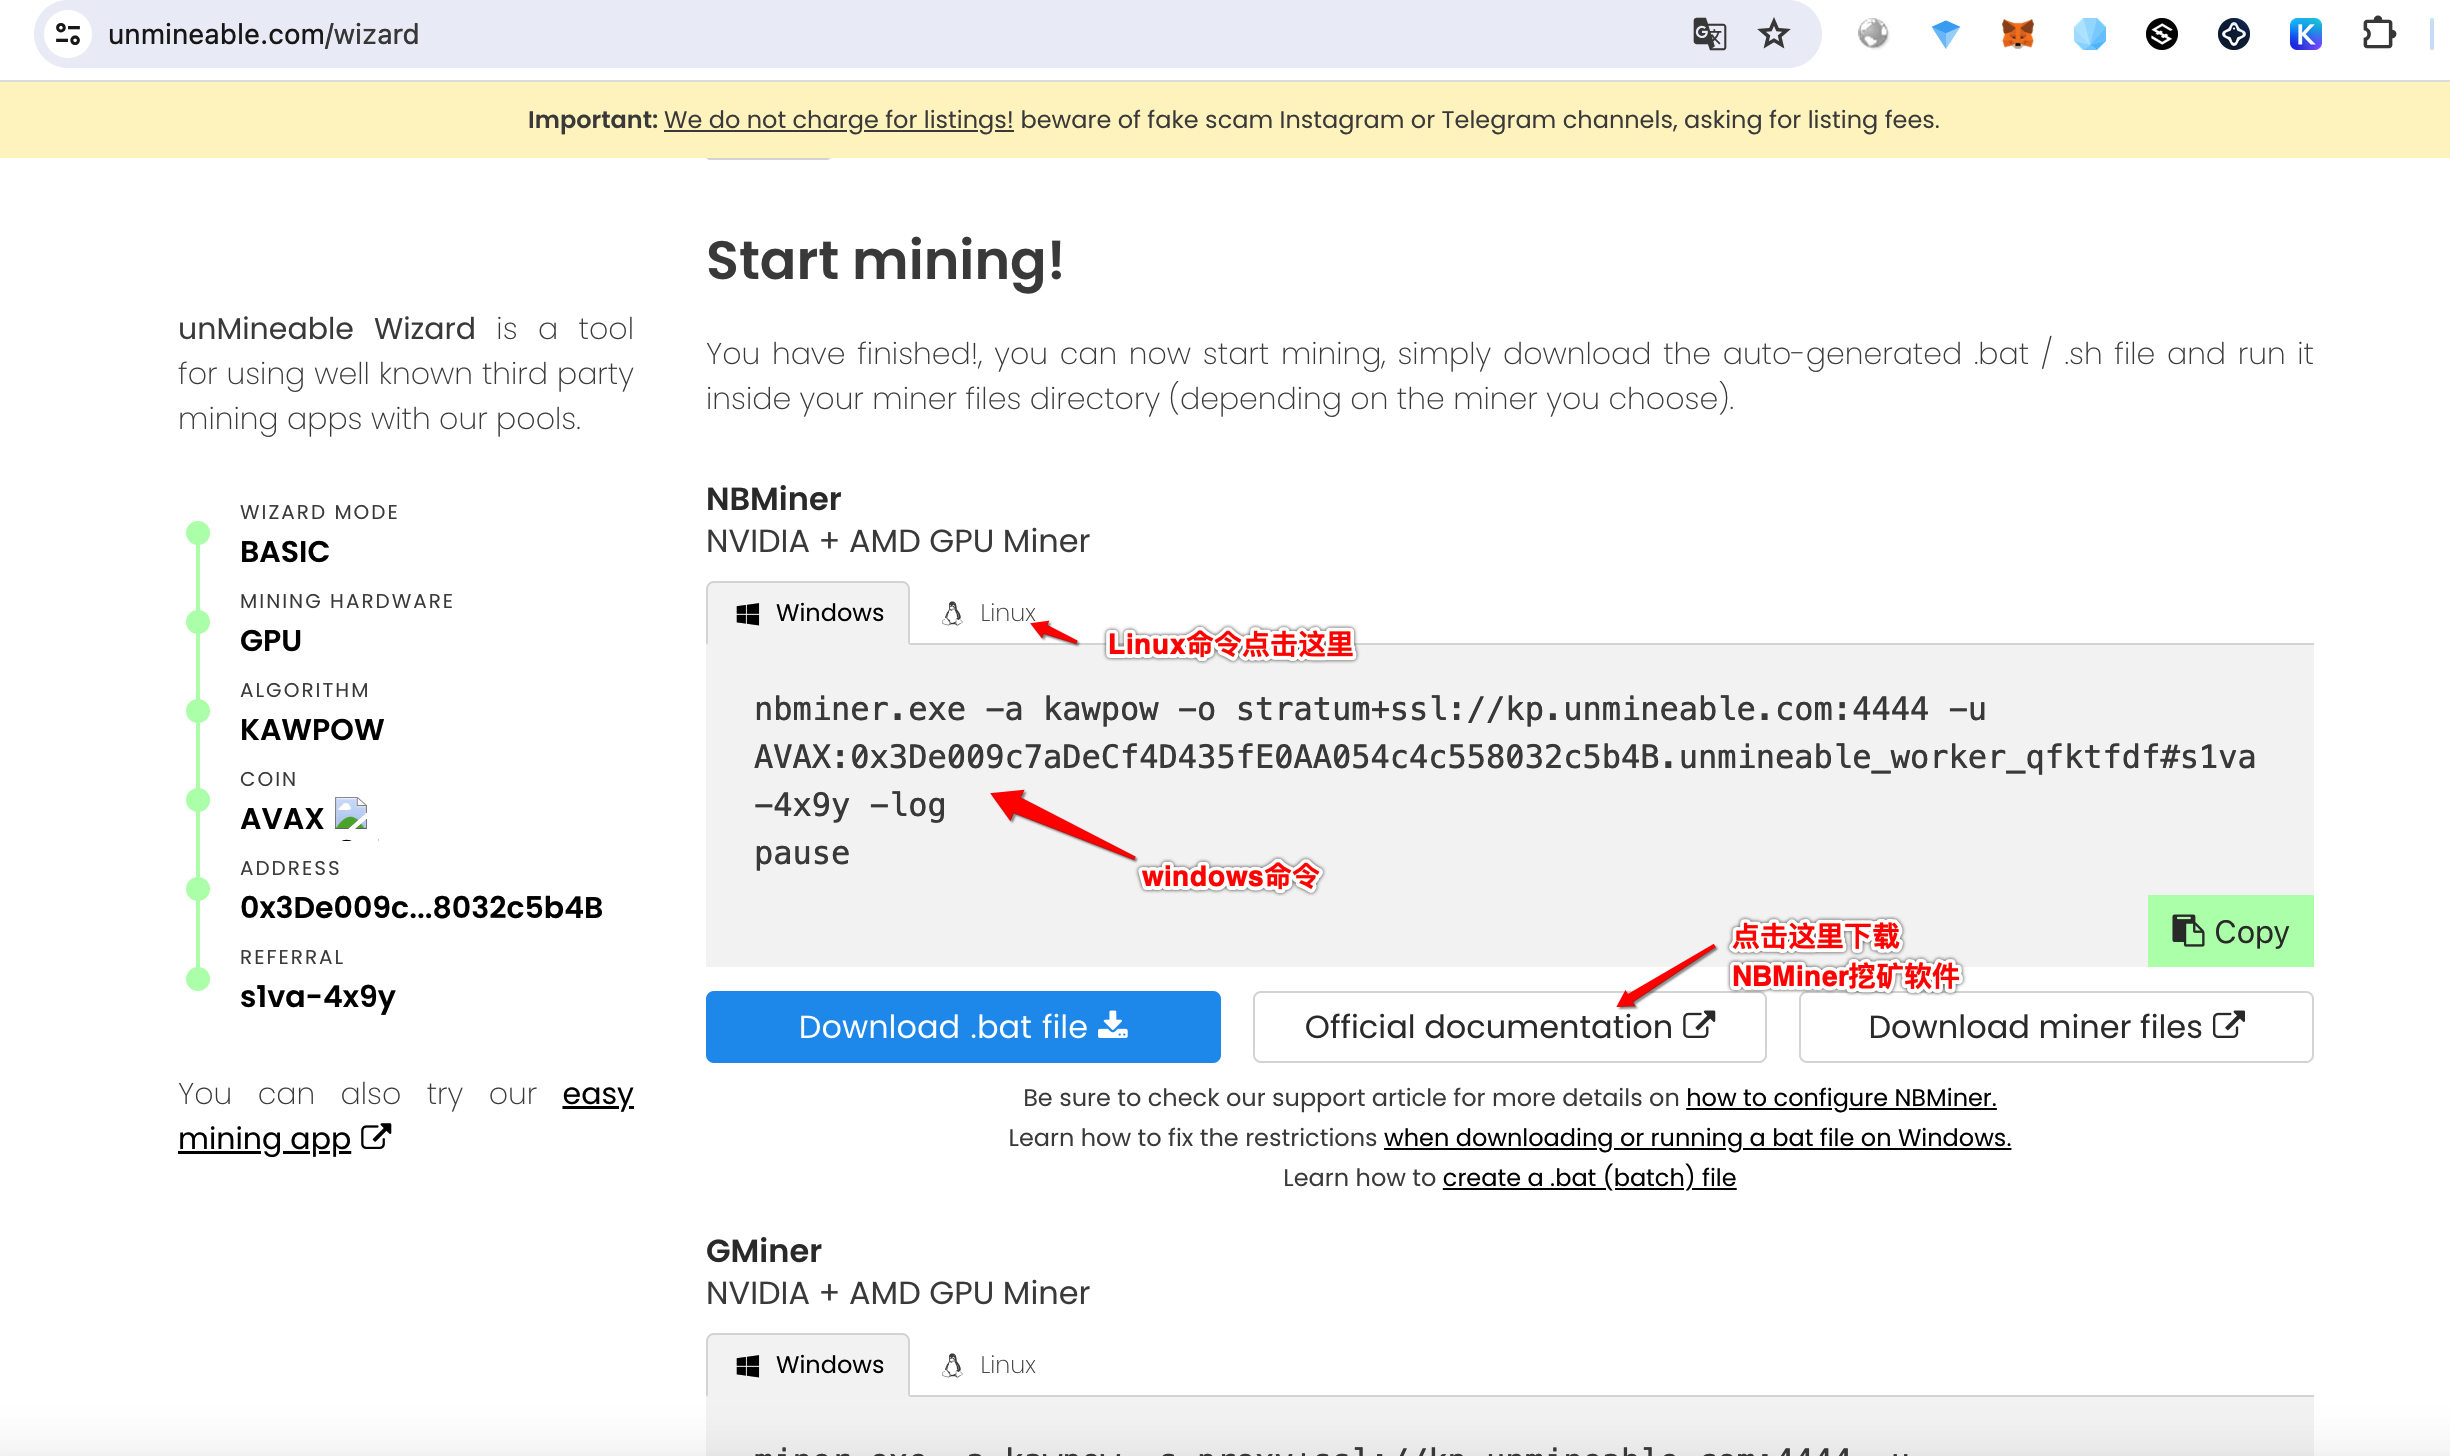 unmineable.com/wizard
Important: We do not charge for listings! beware of fake scam Instagram or Telegram channels, asking for listing fees.
unMineable Wizard is a tool
for using well known third party
mining apps with our pools.
WIZARD MODE
BASIC
MINING HARDWARE
GPU
ALGORITHM
KAWPOW
COIN
AVAX
ADDRESS
0x3De009c...8032c5b4B
REFERRAL
s1va-4x9y
You can also try our easy
mining app
Start mining!
You have finished!, you can now start mining, simply download the auto-generated .bat / .sh file and run it
inside your miner files directory (depending on the miner you choose).
NBMiner
NVIDIA + AMD GPU Miner
Windows
Linux
Linux命令点击这里
nbminer.exe -a kawpow -o stratum+ssl://kp.unmineable.com:4444 -u
AVAX:0x3De009c7aDeCf4D435fE0AA054c4c558032c5b4B.unmineable_worker_qfktfdf#s1va
-4x9y -log
pause
windows命令
Copy
点击这里下载
NBMiner挖矿软件
Download .bat file
Official documentation
Download miner files
Be sure to check our support article for more details on how to configure NBMiner.
Learn how to fix the restrictions when downloading or running a bat file on Windows.
Learn how to create a .bat (batch) file
GMiner
NVIDIA + AMD GPU Miner
Windows
Linux